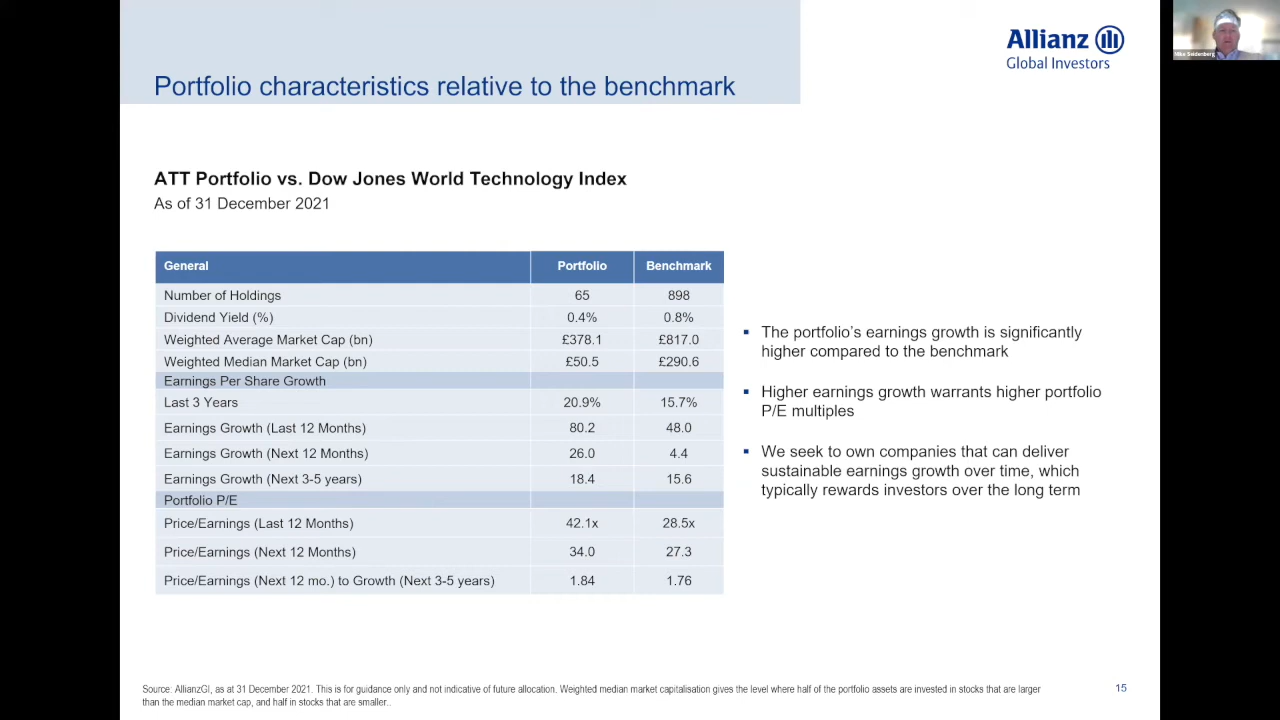 Allianz
Global Investors
Mike Seidenberg
Portfolio characteristics relative to the benchmark
ATT Portfolio vs. Dow Jones World Technology Index
As of 31 December 2021
General Portfolio Benchmark
Number of Holdings 65 898
Dividend Yield (%) 0.4% 0.8%
Weighted Average Market Cap (bn) £378.1 £817.0
Weighted Median Market Cap (bn) £50.5 £290.6
Earnings Per Share Growth
Last 3 Years 20.9% 15.7%
Earnings Growth (Last 12 Months) 80.2 48.0
Earnings Growth (Next 12 Months) 26.0 4.4
Earnings Growth (Next 3-5 years) 18.4 15.6
Portfolio P/E
Price/Earnings (Last 12 Months) 42.1x 28.5x
Price/Earnings (Next 12 Months) 34.0 27.3
Price/Earnings (Next 12 mo.) to Growth (Next 3-5 years) 1.84 1.76
▪ The portfolio's earnings growth is significantly
higher compared to the benchmark
▪ Higher earnings growth warrants higher portfolio
P/E multiples
▪ We seek to own companies that can deliver
sustainable earnings growth over time, which
typically rewards investors over the long term
Source: AllianzGI, as at 31 December 2021. This is for guidance only and not indicative of future allocation. Weighted median market capitalisation gives the level where half of the portfolio assets are invested in stocks that are larger
than the median market cap, and half in stocks that are smaller..
15